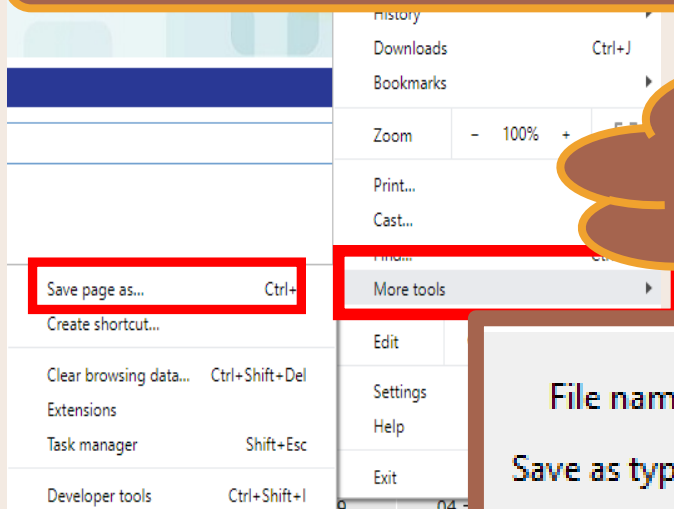 History
Downloads Ctrl+J
Bookmarks
Zoom - 100% +
Print...
Cast...
Find...
More tools
Edit
Settings
Help
Exit
Save page as... Ctrl+
Create shortcut...
Clear browsing data... Ctrl+Shift+Del
Extensions
Task manager Shift+Esc
Developer tools Ctrl+Shift+I
File nam
Save as typ
04